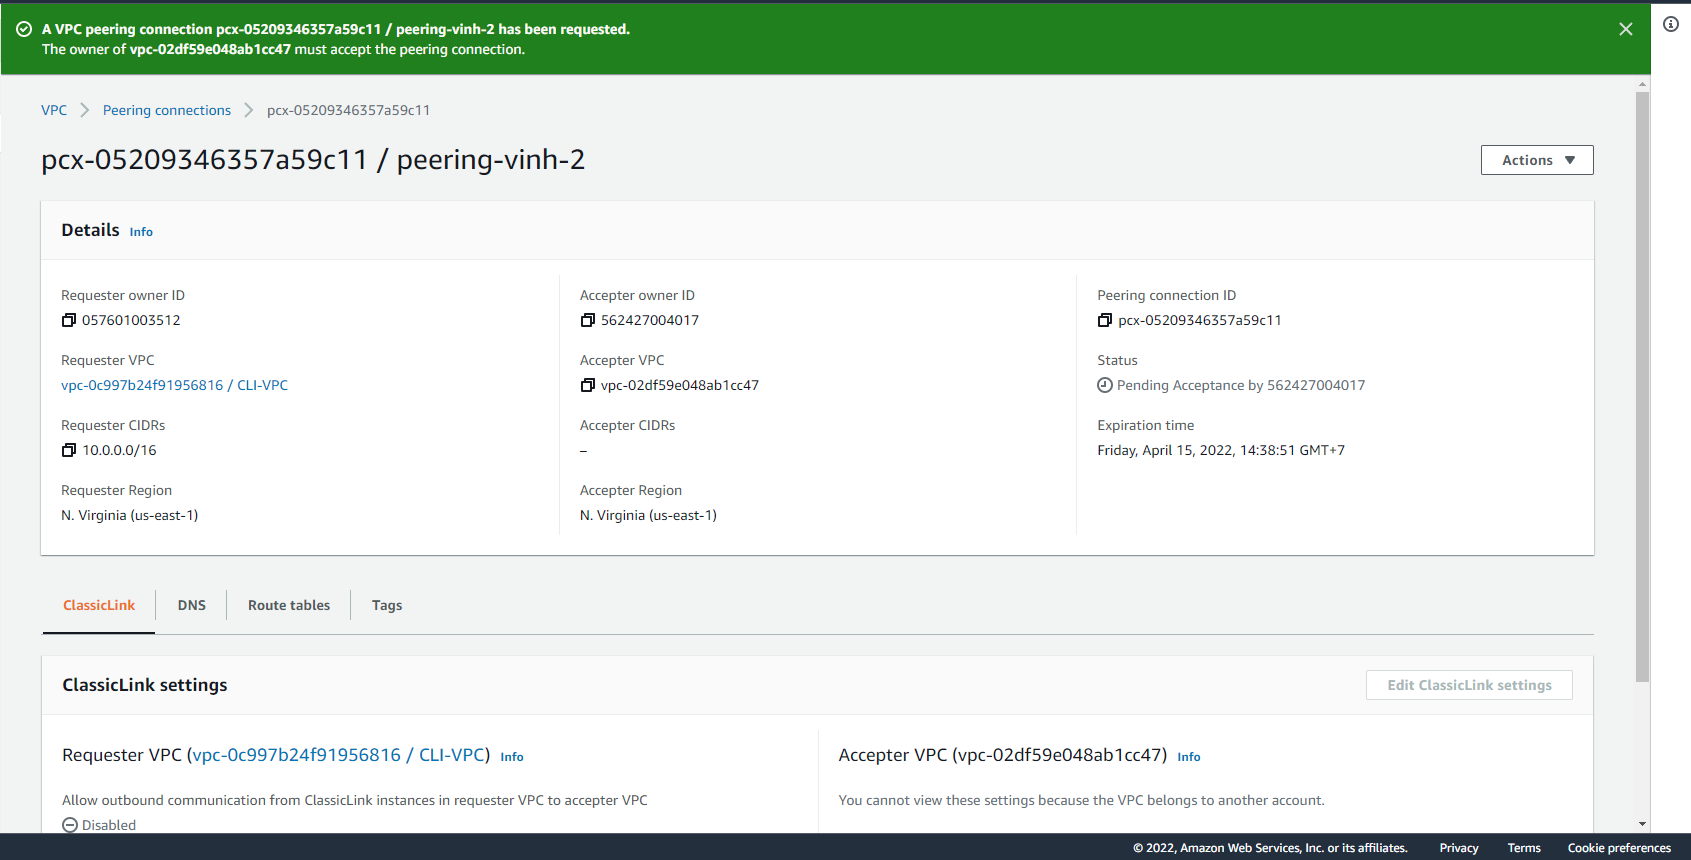 A VPC peering connection pcx-05209346357a59c11 / peering-vinh-2 has been requested.
The owner of vpc-02df59e048ab1cc47 must accept the peering connection.
VPC
Peering connections
pcx-05209346357a59c11
pcx-05209346357a59c11 / peering-vinh-2
Actions
Details Info
Requester owner ID
057601003512
Requester VPC
vpc-0c997b24f91956816 / CLI-VPC
Requester CIDRs
10.0.0.0/16
Requester Region
N. Virginia (us-east-1)
Accepter owner ID
562427004017
Accepter VPC
vpc-02df59e048ab1cc47
Accepter CIDRs
–
Accepter Region
N. Virginia (us-east-1)
Peering connection ID
pcx-05209346357a59c11
Status
Pending Acceptance by 562427004017
Expiration time
Friday, April 15, 2022, 14:38:51 GMT+7
ClassicLink
DNS
Route tables
Tags
ClassicLink settings
Edit ClassicLink settings
Requester VPC (vpc-0c997b24f91956816 / CLI-VPC) Info
Allow outbound communication from ClassicLink instances in requester VPC to accepter VPC
Disabled
Accepter VPC (vpc-02df59e048ab1cc47) Info
You cannot view these settings because the VPC belongs to another account.
© 2022, Amazon Web Services, Inc. or its affiliates.
Privacy
Terms
Cookie preferences